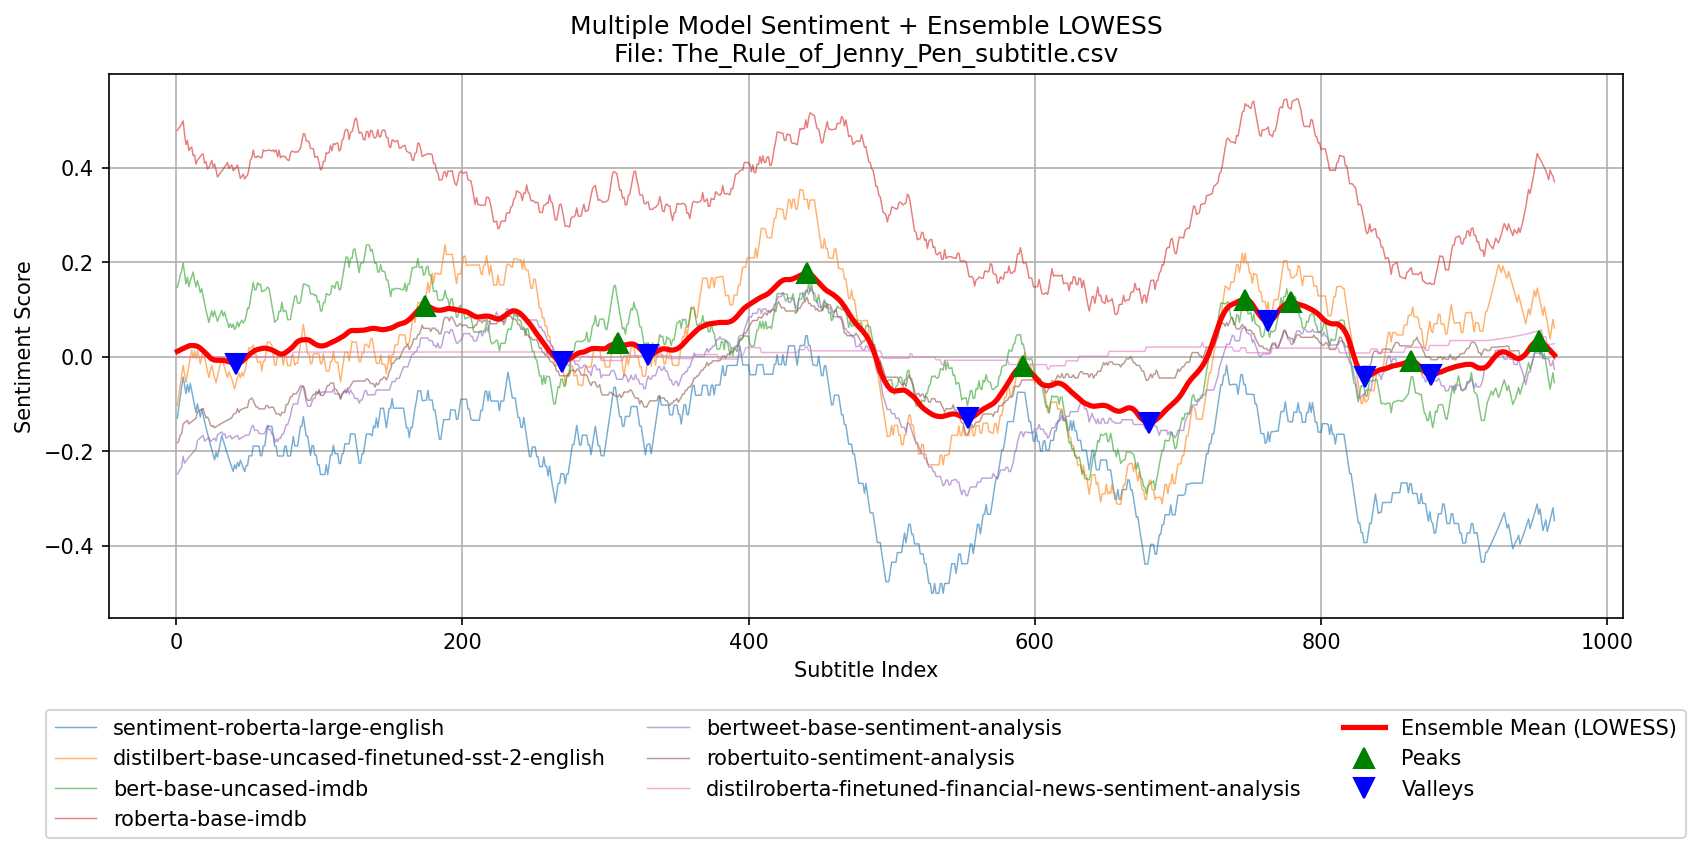 Multiple Model Sentiment + Ensemble LOWESS
File: The_Rule_of_Jenny_Pen_subtitle.csv
Sentiment Score
0.4
0.2
0.0
−0.2
−0.4
0 200 400 600 800 1000
Subtitle Index
sentiment-roberta-large-english
distilbert-base-uncased-finetuned-sst-2-english
bert-base-uncased-imdb
roberta-base-imdb
bertweet-base-sentiment-analysis
robertuito-sentiment-analysis
distilroberta-finetuned-financial-news-sentiment-analysis
Ensemble Mean (LOWESS)
Peaks
Valleys